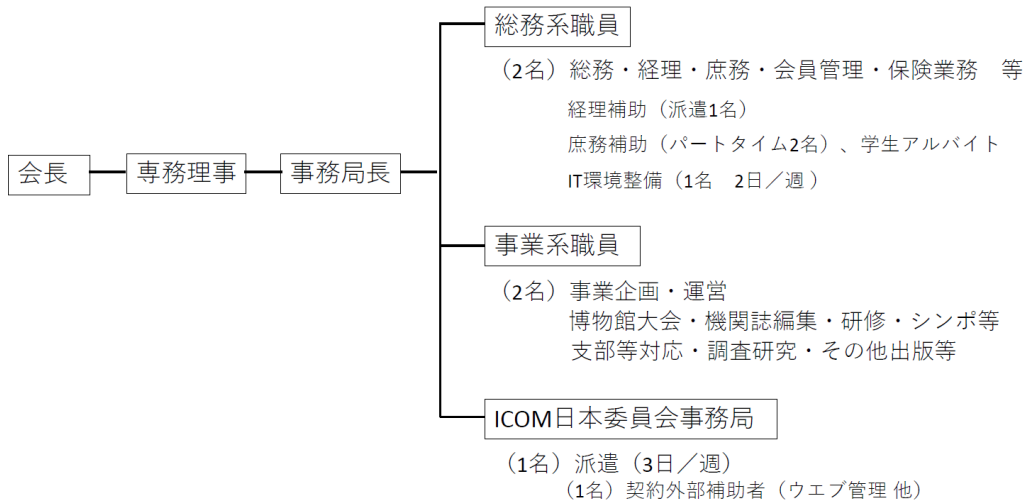 会長
専務理事
事務局長
総務系職員
（2名）総務・経理・庶務・会員管理・保険業務　等
経理補助（派遣1名）
庶務補助（パートタイム2名）、学生アルバイト
IT環境整備（1名　2日／週 ）
事業系職員
（2名）事業企画・運営
博物館大会・機関誌編集・研修・シンポ等
支部等対応・調査研究・その他出版等
ICOM日本委員会事務局
（1名）派遣（3日／週）
（1名）契約外部補助者（ウエブ管理 他）